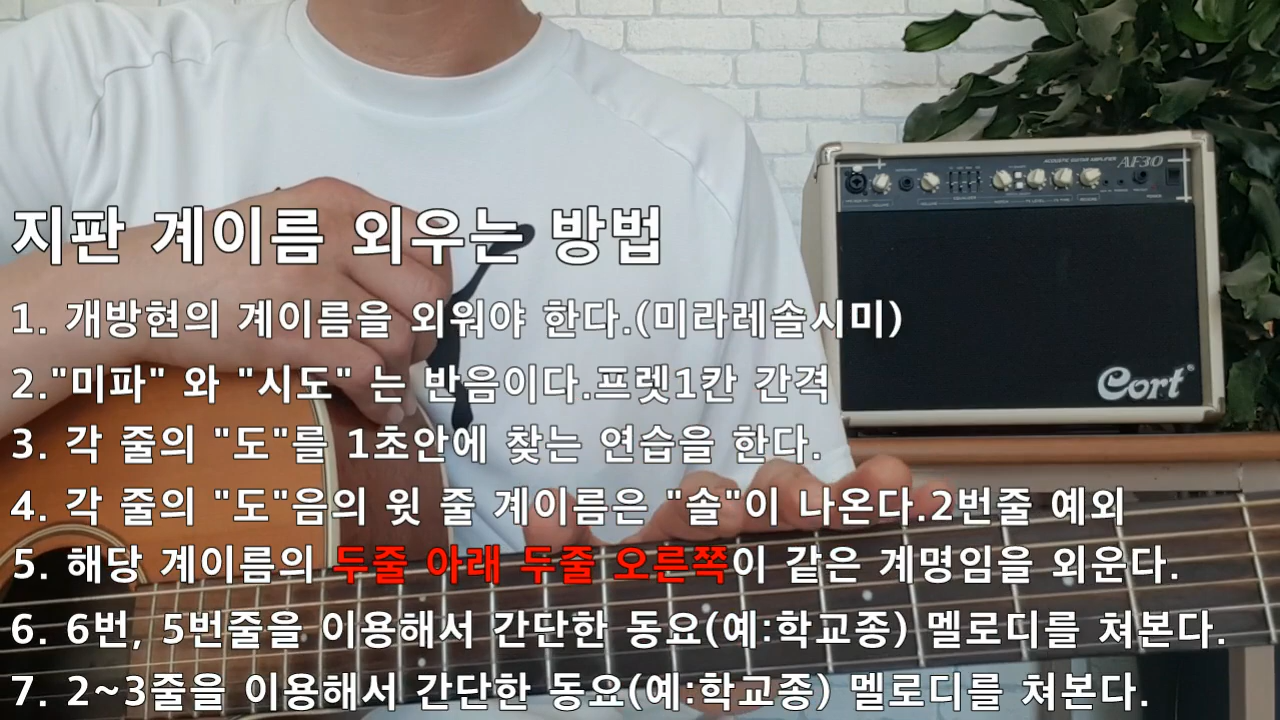 ACOUSTIC GUITAR AMPLIFIER AF30
지판 계이름 외우는 방법
1. 개방현의 계이름을 외워야 한다.(미라레솔시미)
2."미파" 와 "시도" 는 반음이다.프렛1칸 간격
Cort
3. 각 줄의 "도"를 1초안에 찾는 연습을 한다.
4. 각 줄의 "도"음의 윗 줄 계이름은 "솔"이 나온다.2번줄 예외
5. 해당 계이름의 두줄 아래 두줄 오른쪽이 같은 계명임을 외운다.
6. 6번, 5번줄을 이용해서 간단한 동요(예:학교종) 멜로디를 쳐본다.
7. 2~3줄을 이용해서 간단한 동요(예:학교종) 멜로디를 쳐본다.